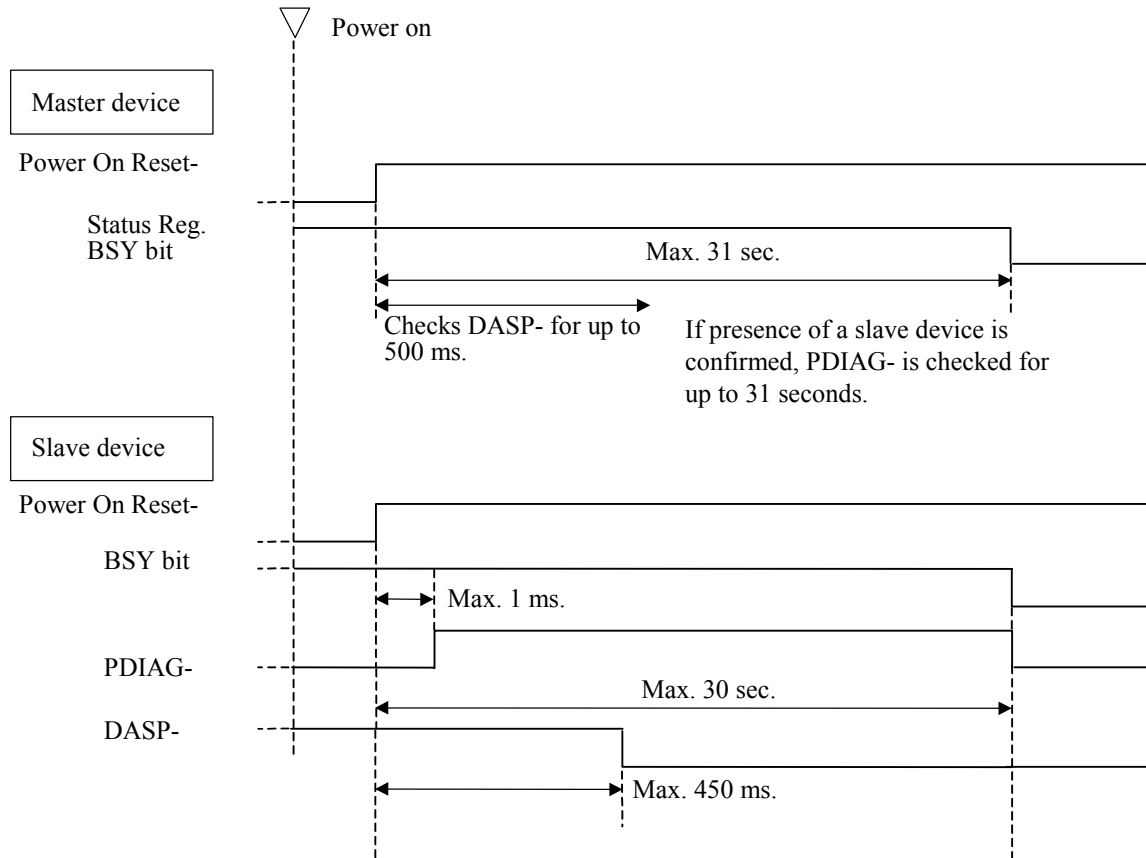 Power on
Master device
Power On Reset-
Status Reg.
BSY bit
Max. 31 sec.
Checks DASP- for up to
500 ms.
If presence of a slave device is
confirmed, PDIAG- is checked for
up to 31 seconds.
Slave device
Power On Reset-
BSY bit
Max. 1 ms.
PDIAG-
Max. 30 sec.
DASP-
Max. 450 ms.